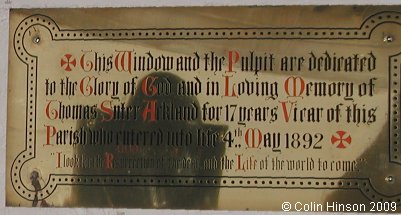 This Window and the Pulpit are dedicated
to the Glory of God and in Loving Memory of
Thomas Suter Akland for 17 years Vicar of this
Parish who entered into life 4th May 1892
"I look for the Resurrection of the dead, and the Life of the world to come."
© Colin Hinson 2009